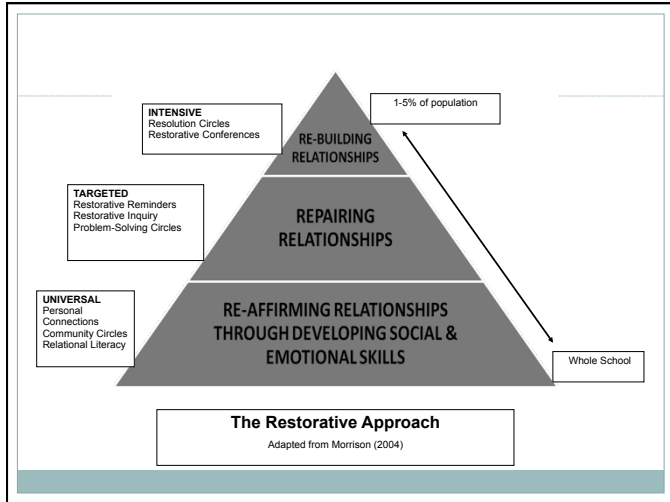 INTENSIVE
Resolution Circles
Restorative Conferences
1-5% of population
RE-BUILDING
RELATIONSHIPS
TARGETED
Restorative Reminders
Restorative Inquiry
Problem-Solving Circles
REPAIRING
RELATIONSHIPS
UNIVERSAL
Personal
Connections
Community Circles
Relational Literacy
RE-AFFIRMING RELATIONSHIPS
THROUGH DEVELOPING SOCIAL &
EMOTIONAL SKILLS
Whole School
The Restorative Approach
Adapted from Morrison (2004)